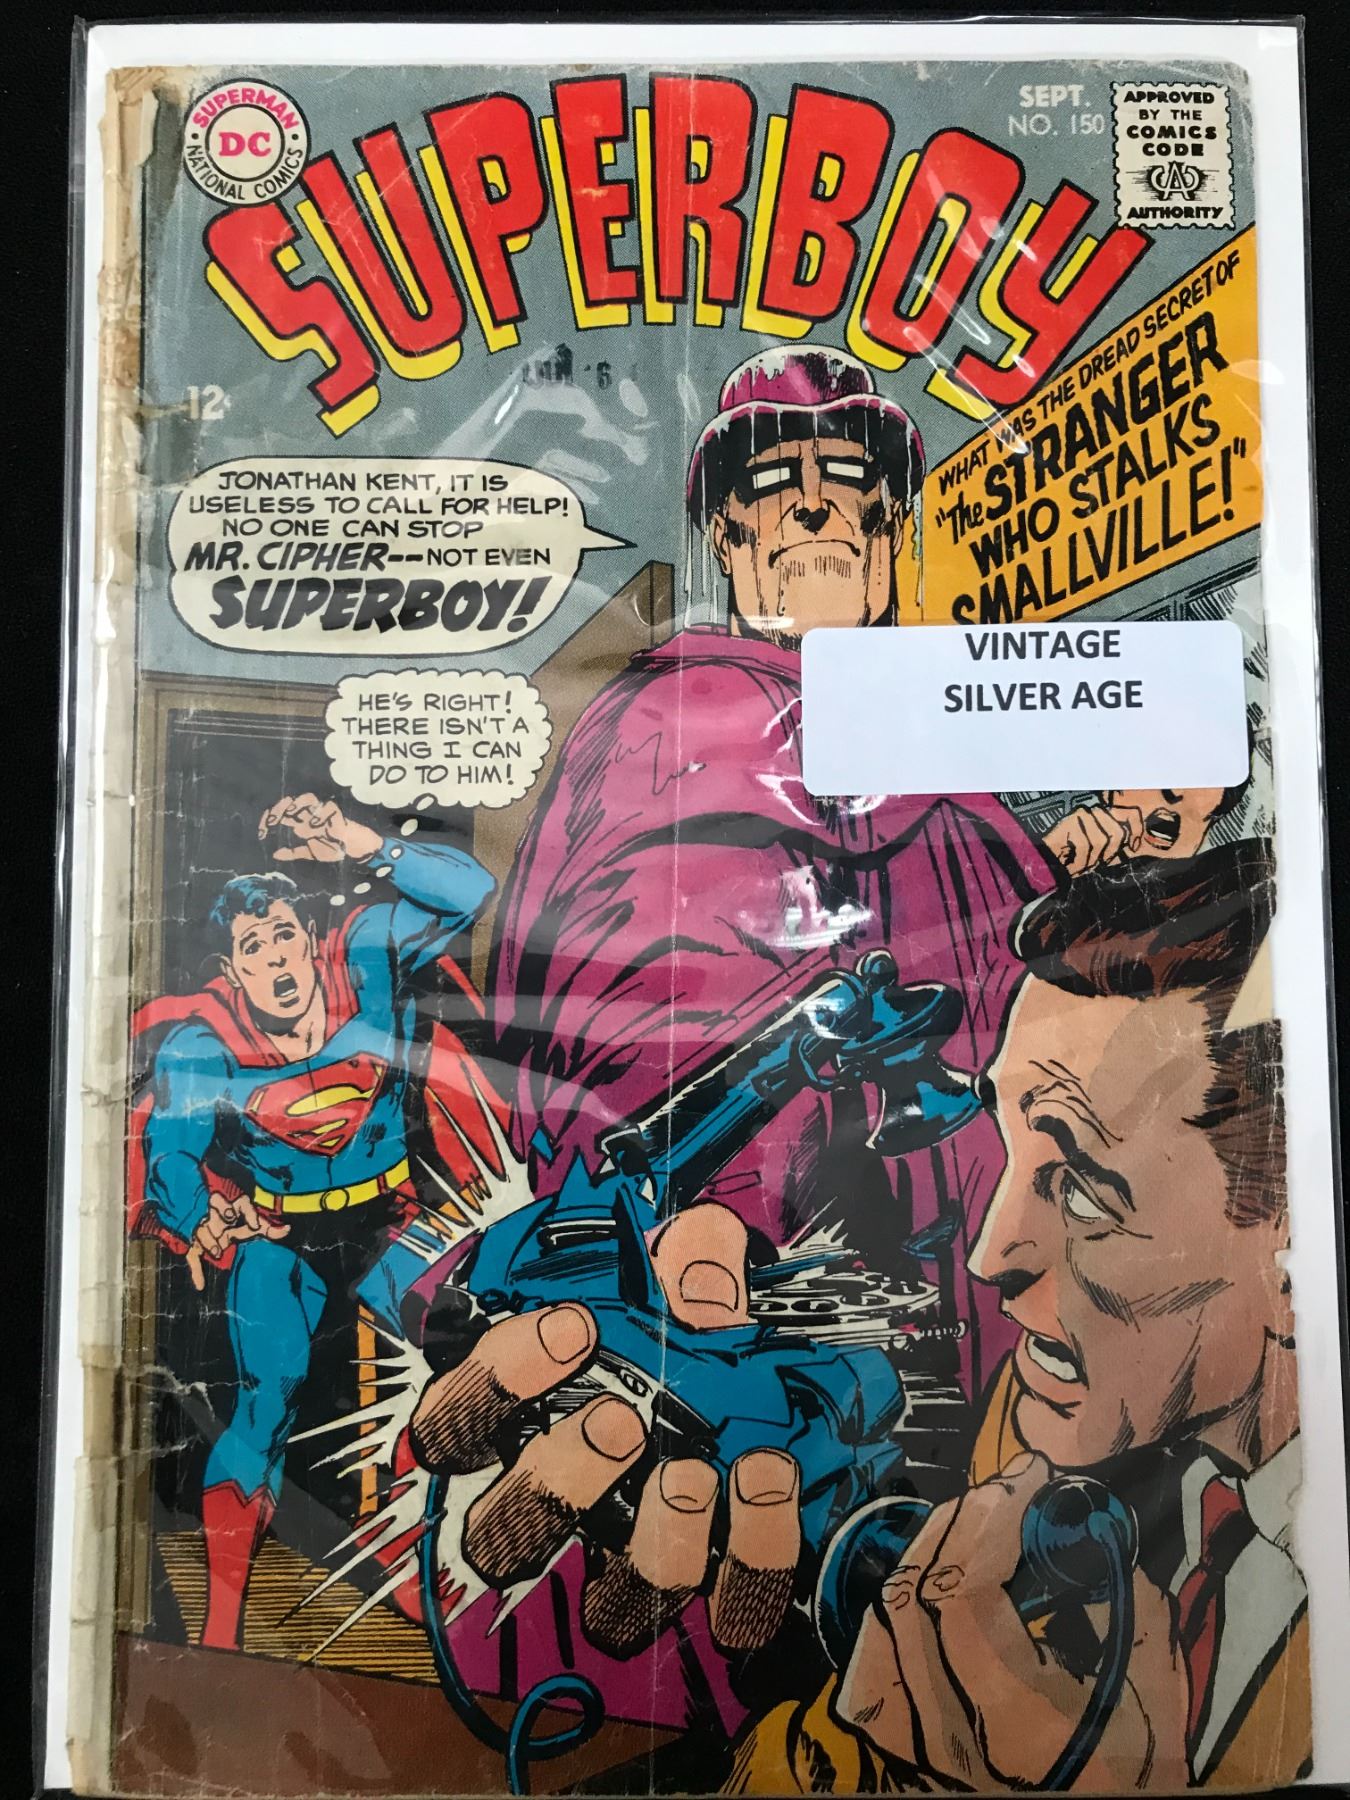 SUPERMAN
DC
NATIONAL COMICS
SUPERBOY
SEPT.
NO. 150
APPROVED
BY THE
COMICS
CODE
CA
AUTHORITY
12¢
JONATHAN KENT, IT IS
USELESS TO CALL FOR HELP!
NO ONE CAN STOP
MR. CIPHER--NOT EVEN
SUPERBOY!
WHAT WAS THE DREAD SECRET OF
"The STRANGER
WHO STALKS
SMALLVILLE!"
HE'S RIGHT!
THERE ISN'T A
THING I CAN
DO TO HIM!
VINTAGE
SILVER AGE